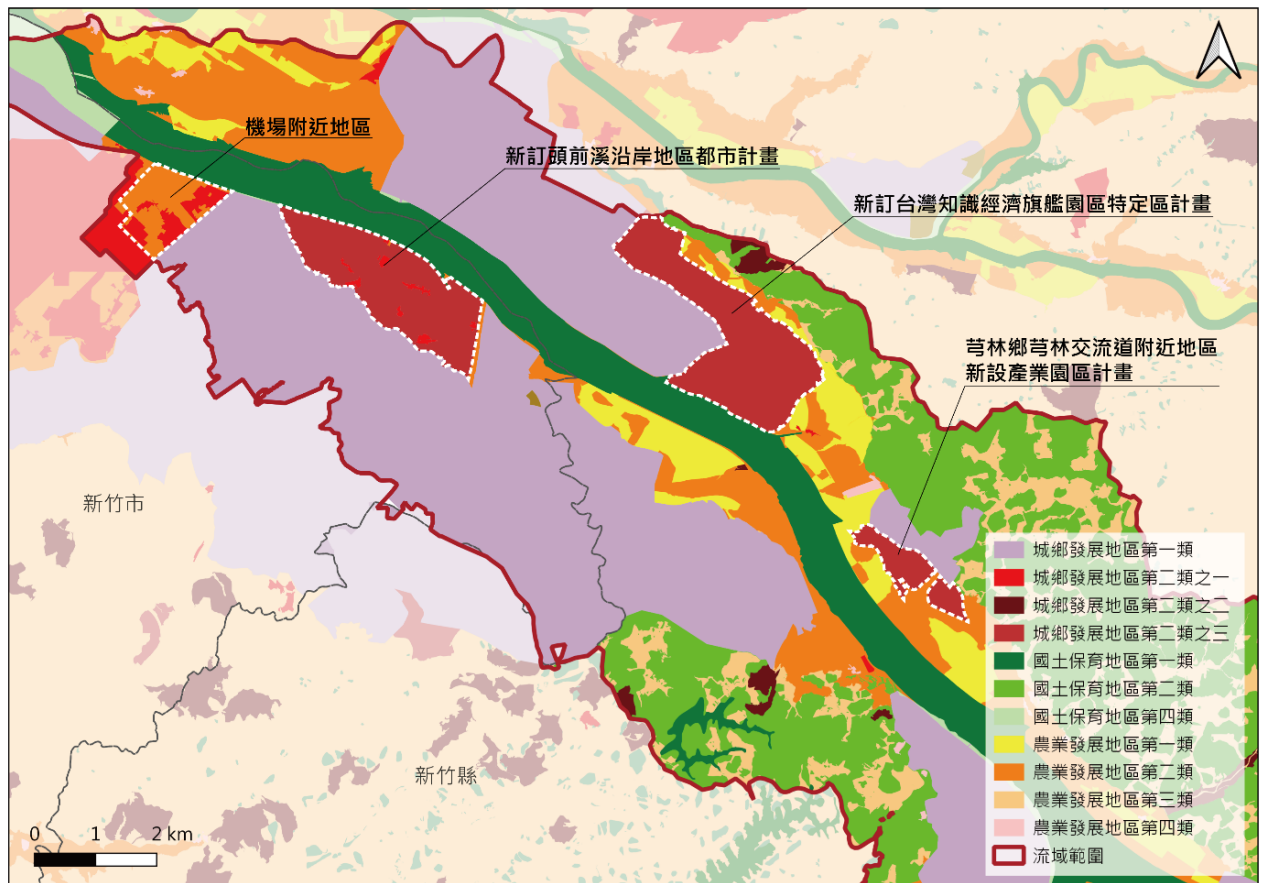 機場附近地區
新訂頭前溪沿岸地區都市計畫
新訂台灣知識經濟旗艦園區特定區計畫
芎林鄉芎林交流道附近地區
新設產業園區計畫
新竹市
新竹縣
城鄉發展地區第一類
城鄉發展地區第二類之一
城鄉發展地區第二類之二
城鄉發展地區第二類之三
國土保育地區第一類
國土保育地區第二類
國土保育地區第四類
農業發展地區第一類
農業發展地區第二類
農業發展地區第三類
農業發展地區第四類
流域範圍
0 1 2 km